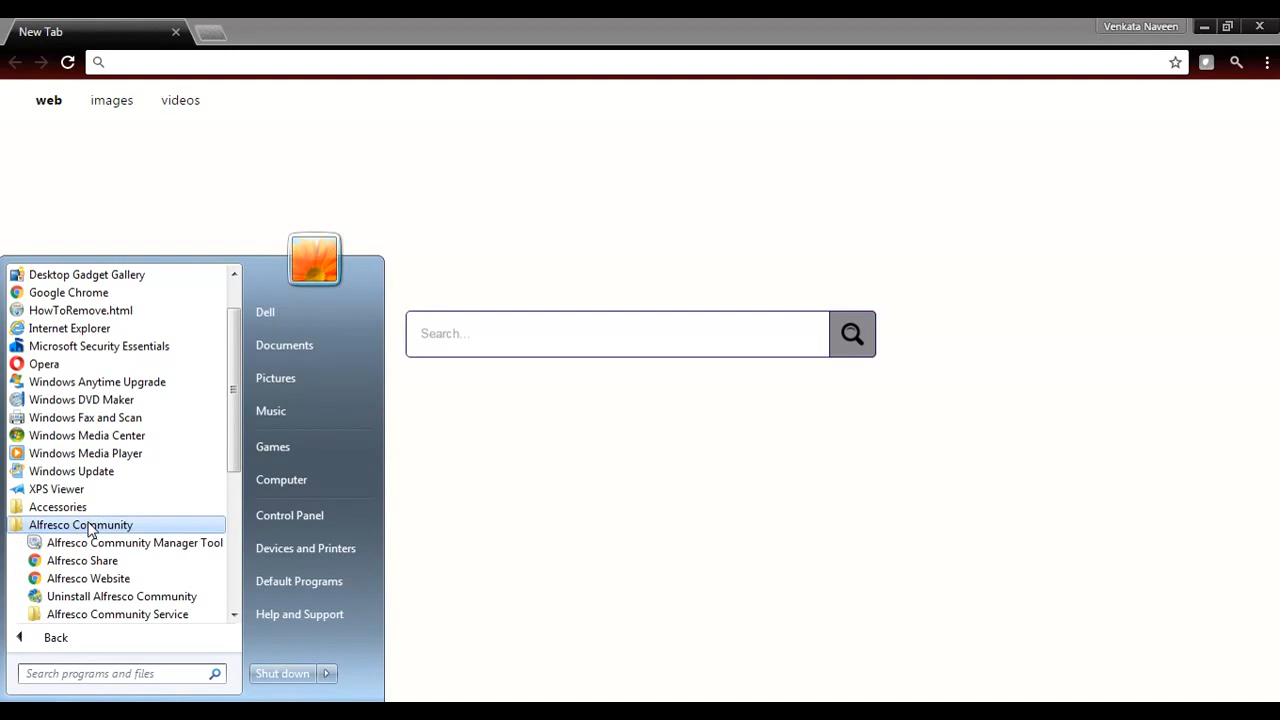 New Tab
Venkata Naveen
web images videos
Search...
Desktop Gadget Gallery
Google Chrome
HowToRemove.html
Internet Explorer
Microsoft Security Essentials
Opera
Windows Anytime Upgrade
Windows DVD Maker
Windows Fax and Scan
Windows Media Center
Windows Media Player
Windows Update
XPS Viewer
Accessories
Alfresco Community
Alfresco Community Manager Tool
Alfresco Share
Alfresco Website
Uninstall Alfresco Community
Alfresco Community Service
Back
Search programs and files
Dell
Documents
Pictures
Music
Games
Computer
Control Panel
Devices and Printers
Default Programs
Help and Support
Shut down